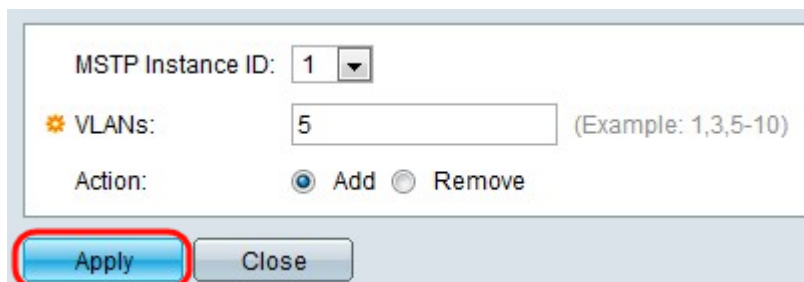 MSTP Instance ID: 1
VLANs: 5 (Example: 1,3,5-10)
Action: Add Remove
Apply Close